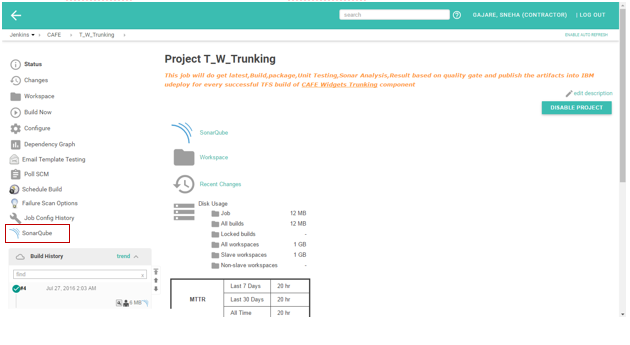 search
GAJARE, SNEHA (CONTRACTOR)
| LOG OUT
Jenkins
CAFE
T_W_Trunking
ENABLE AUTO REFRESH
Status
Changes
Workspace
Build Now
Configure
Dependency Graph
Email Template Testing
Poll SCM
Schedule Build
Failure Scan Options
Job Config History
SonarQube
Build History
trend
find
x
#4
Jul 27, 2016 2:03 AM
6 MB
Project T_W_Trunking
This job will do get latest,Build,package,Unit Testing,Sonar Analysis,Result based on quality gate and publish the artifacts into IBM
udeploy for every successful TFS build of CAFE Widgets Trunking component
edit description
DISABLE PROJECT
SonarQube
Workspace
Recent Changes
Disk Usage
Job 12 MB
All builds 12 MB
Locked builds -
All workspaces 1 GB
Slave workspaces 1 GB
Non-slave workspaces -
MTTR
Last 7 Days 20 hr
Last 30 Days 20 hr
All Time 20 hr